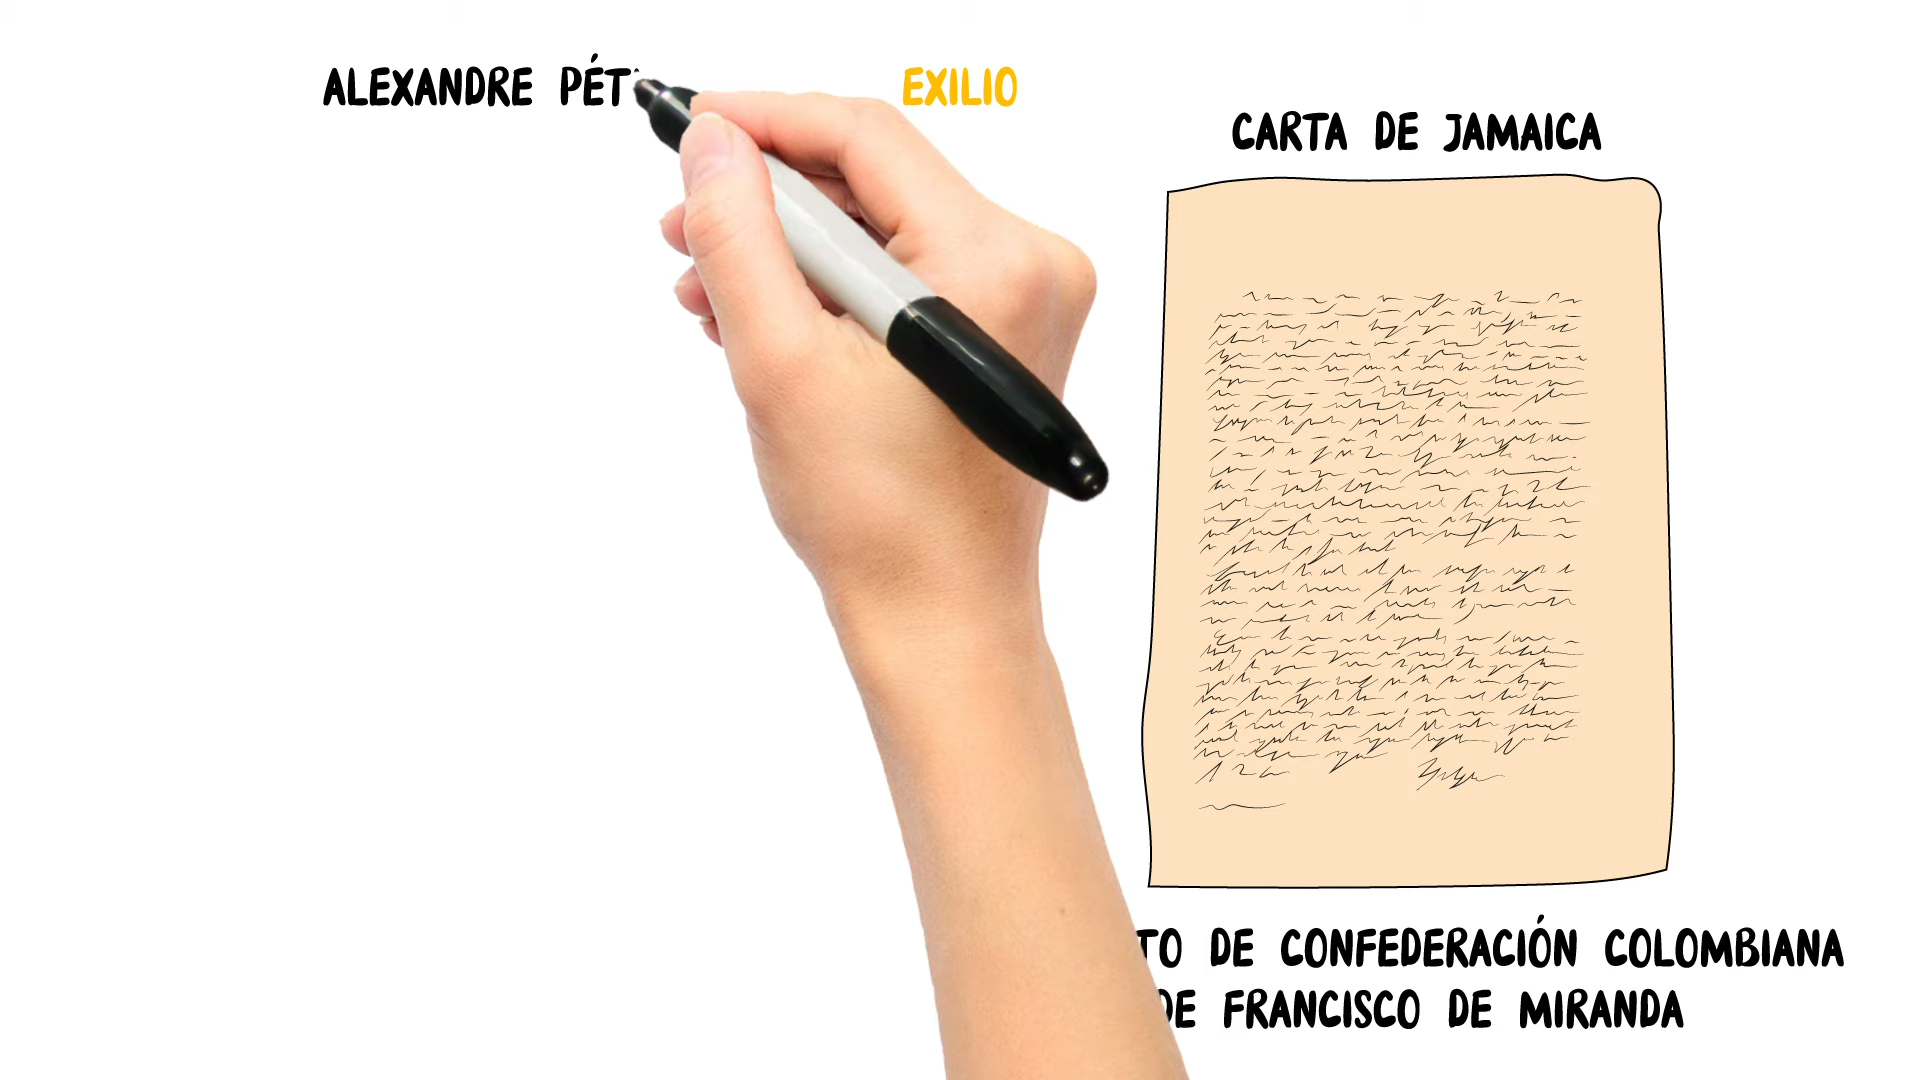 ALEXANDRE PÉT
EXILIO
CARTA DE JAMAICA
TO DE CONFEDERACIÓN COLOMBIANA
DE FRANCISCO DE MIRANDA